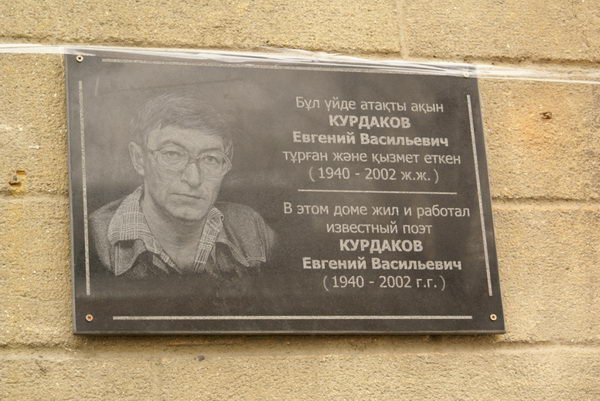 Бұл үйде атақты ақын
КУРДАКОВ
Евгений Васильевич
тұрған және қызмет еткен
( 1940 - 2002 ж.ж. )
В этом доме жил и работал
известный поэт
КУРДАКОВ
Евгений Васильевич
( 1940 - 2002 г.г. )